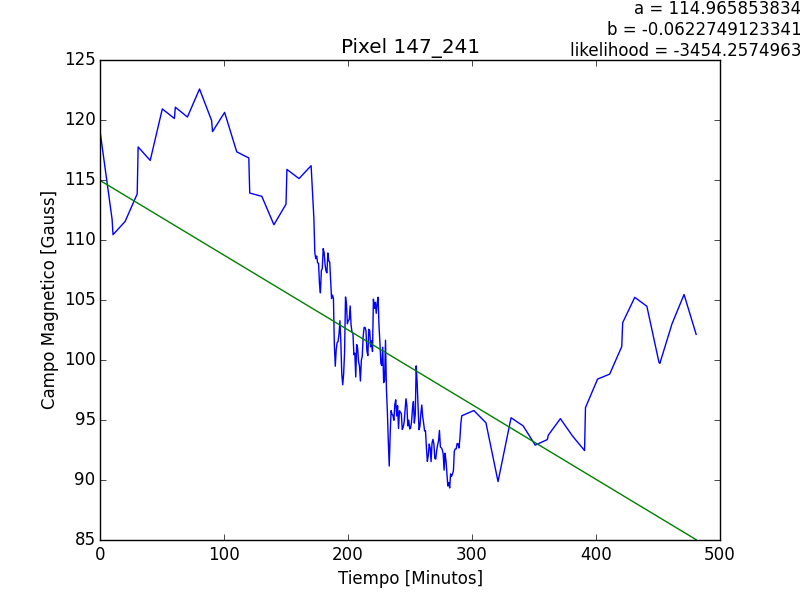 a = 114.965853834
b = -0.0622749123341
likelihood = -3454.2574963
Pixel 147_241
125
120
115
110
105
100
95
90
85
Campo Magnetico [Gauss]
0 100 200 300 400 500
Tiempo [Minutos]